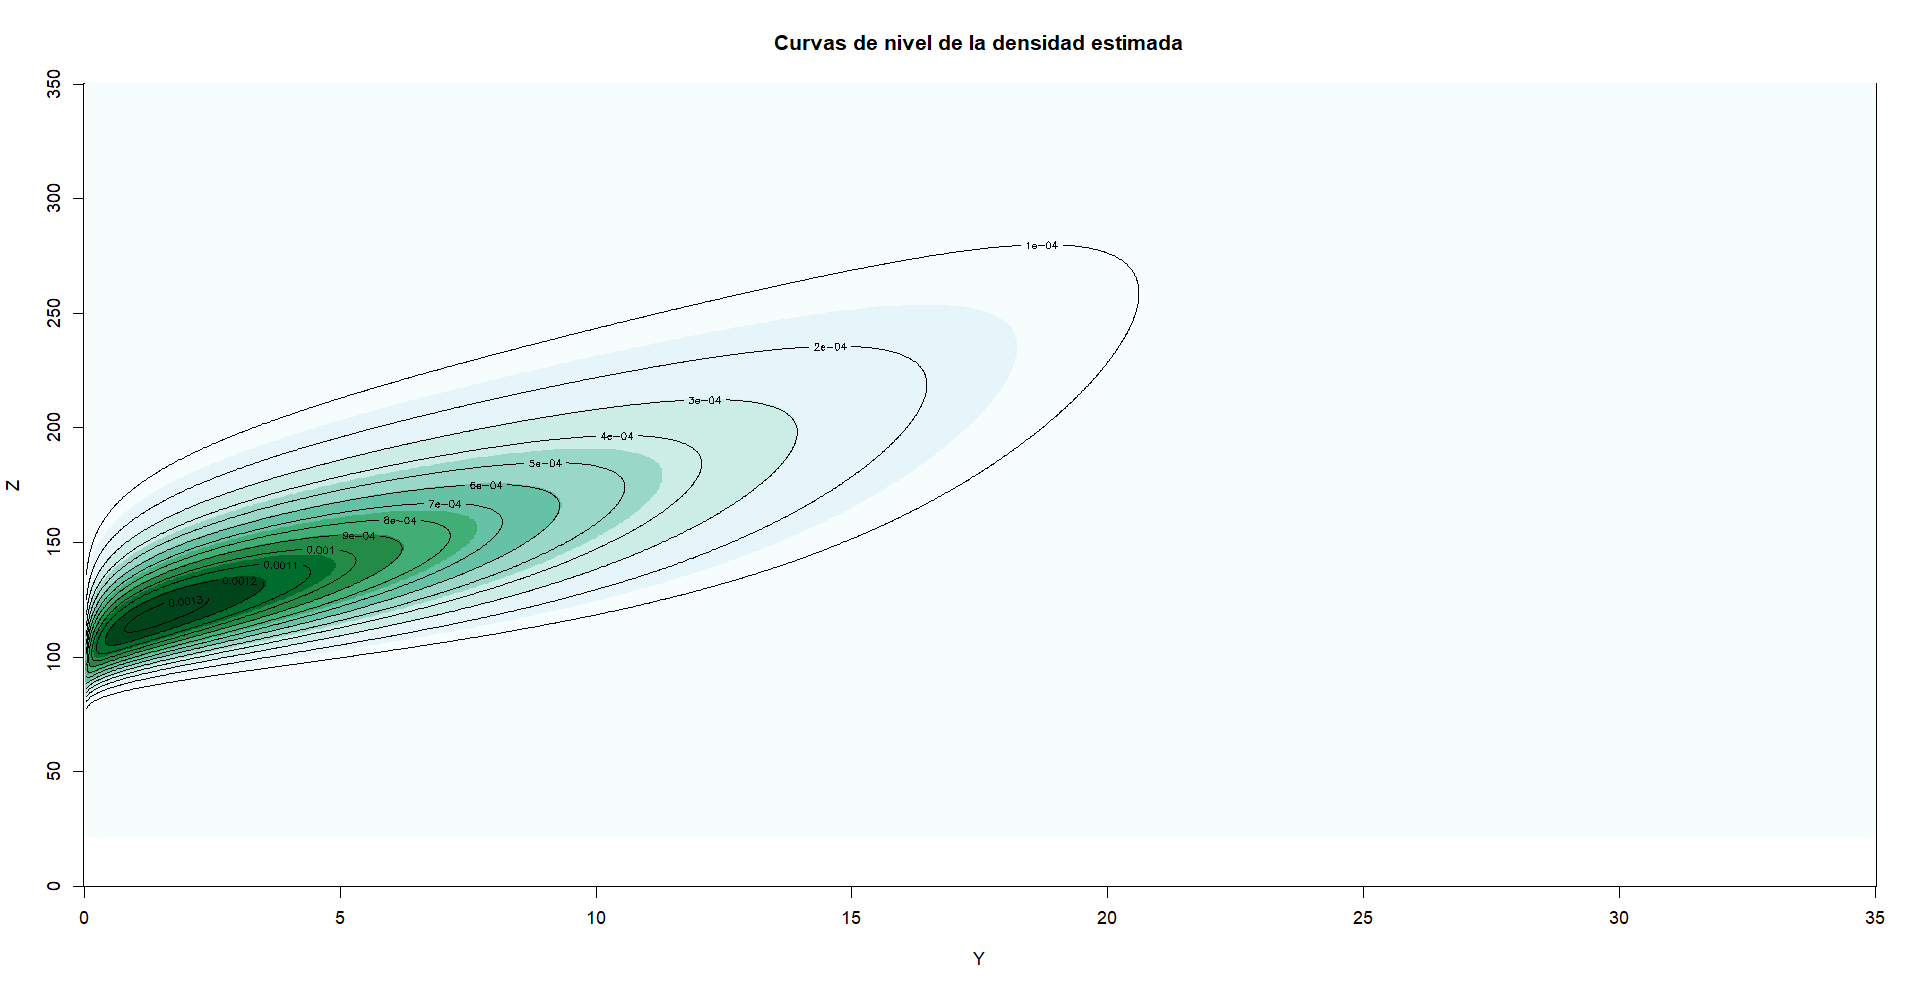 Curvas de nivel de la densidad estimada
350
300
250
200
150
100
50
0
Z
1e-04
2e-04
3e-04
4e-04
5e-04
6e-04
7e-04
8e-04
9e-04
0.001
0.0011
0.0012
0.0013
0 5 10 15 20 25 30 35
Y